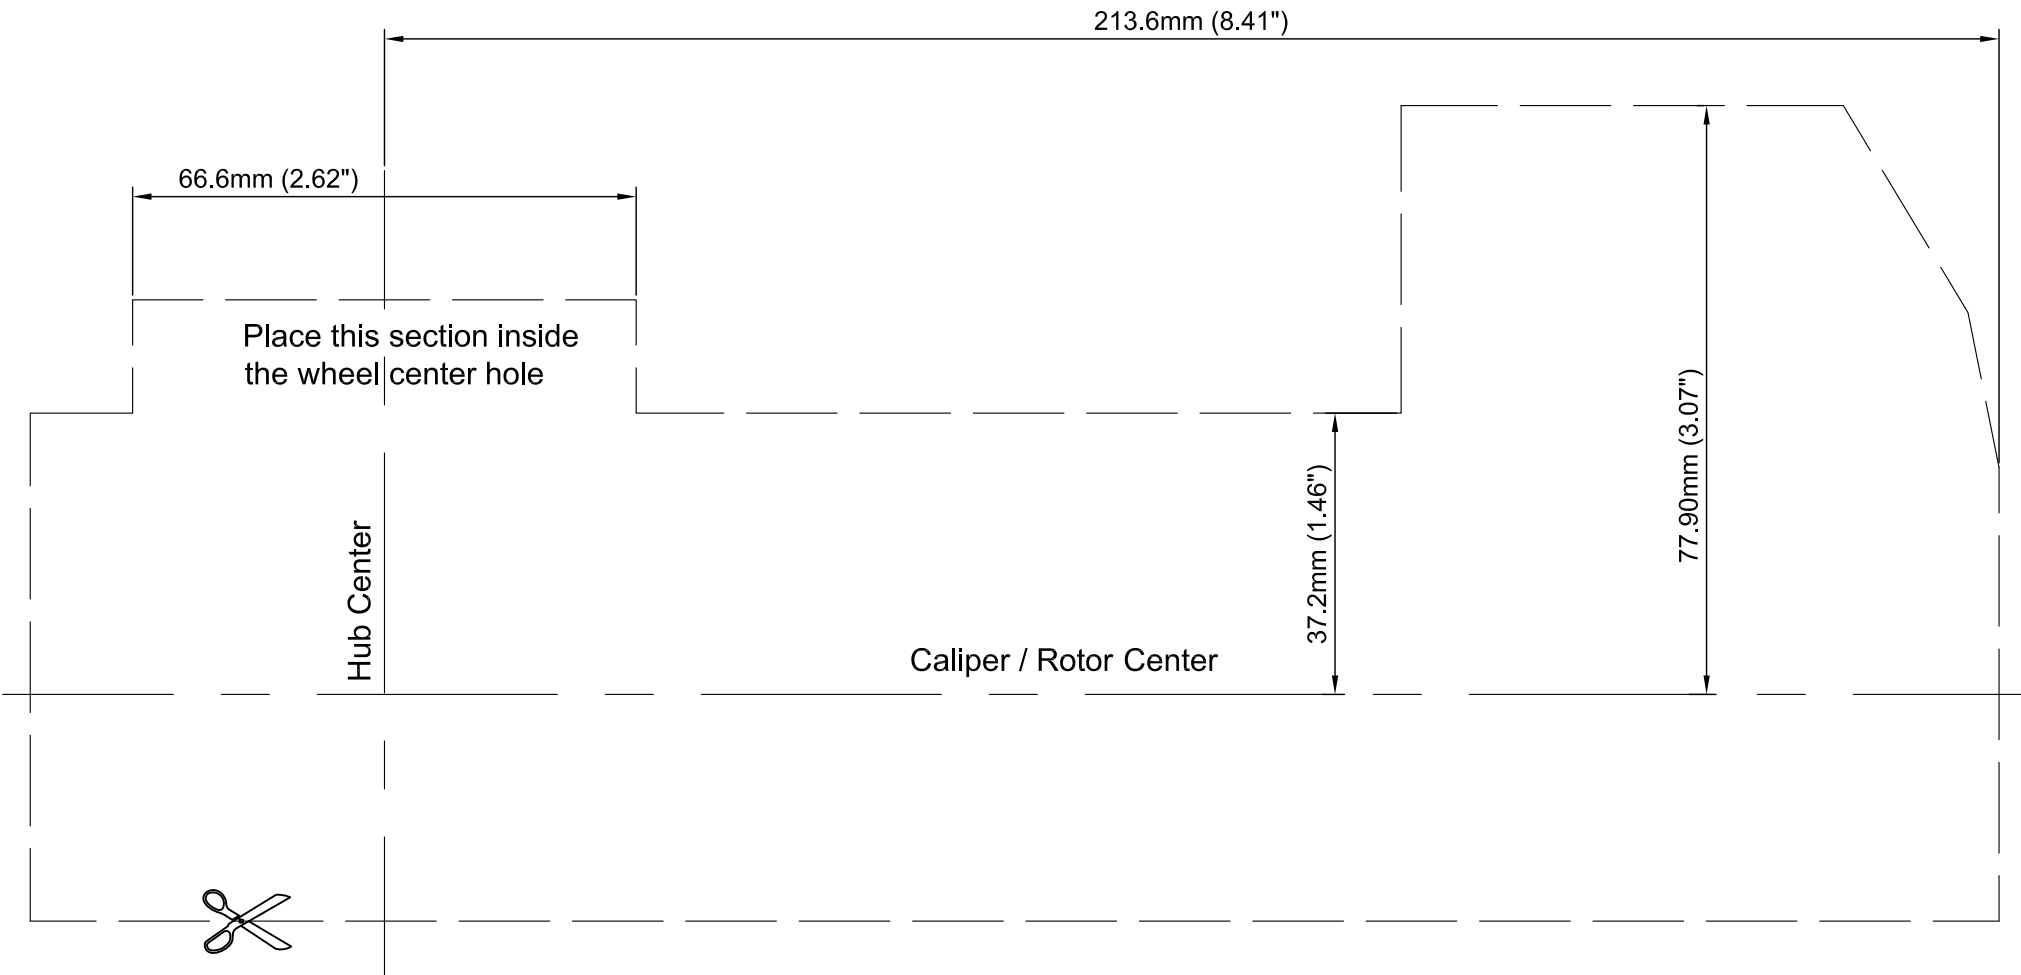 213.6mm (8.41")
66.6mm (2.62")
Place this section inside
the wheel center hole
77.90mm (3.07")
37.2mm (1.46")
Hub Center
Caliper / Rotor Center